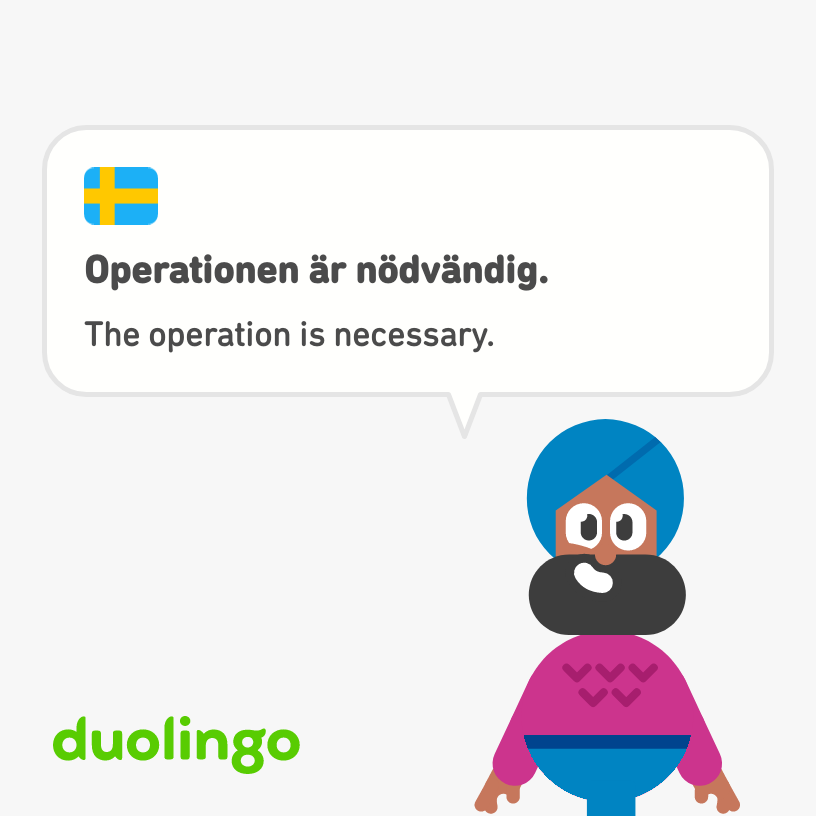 Operationen är nödvändig.
The operation is necessary.
duolingo